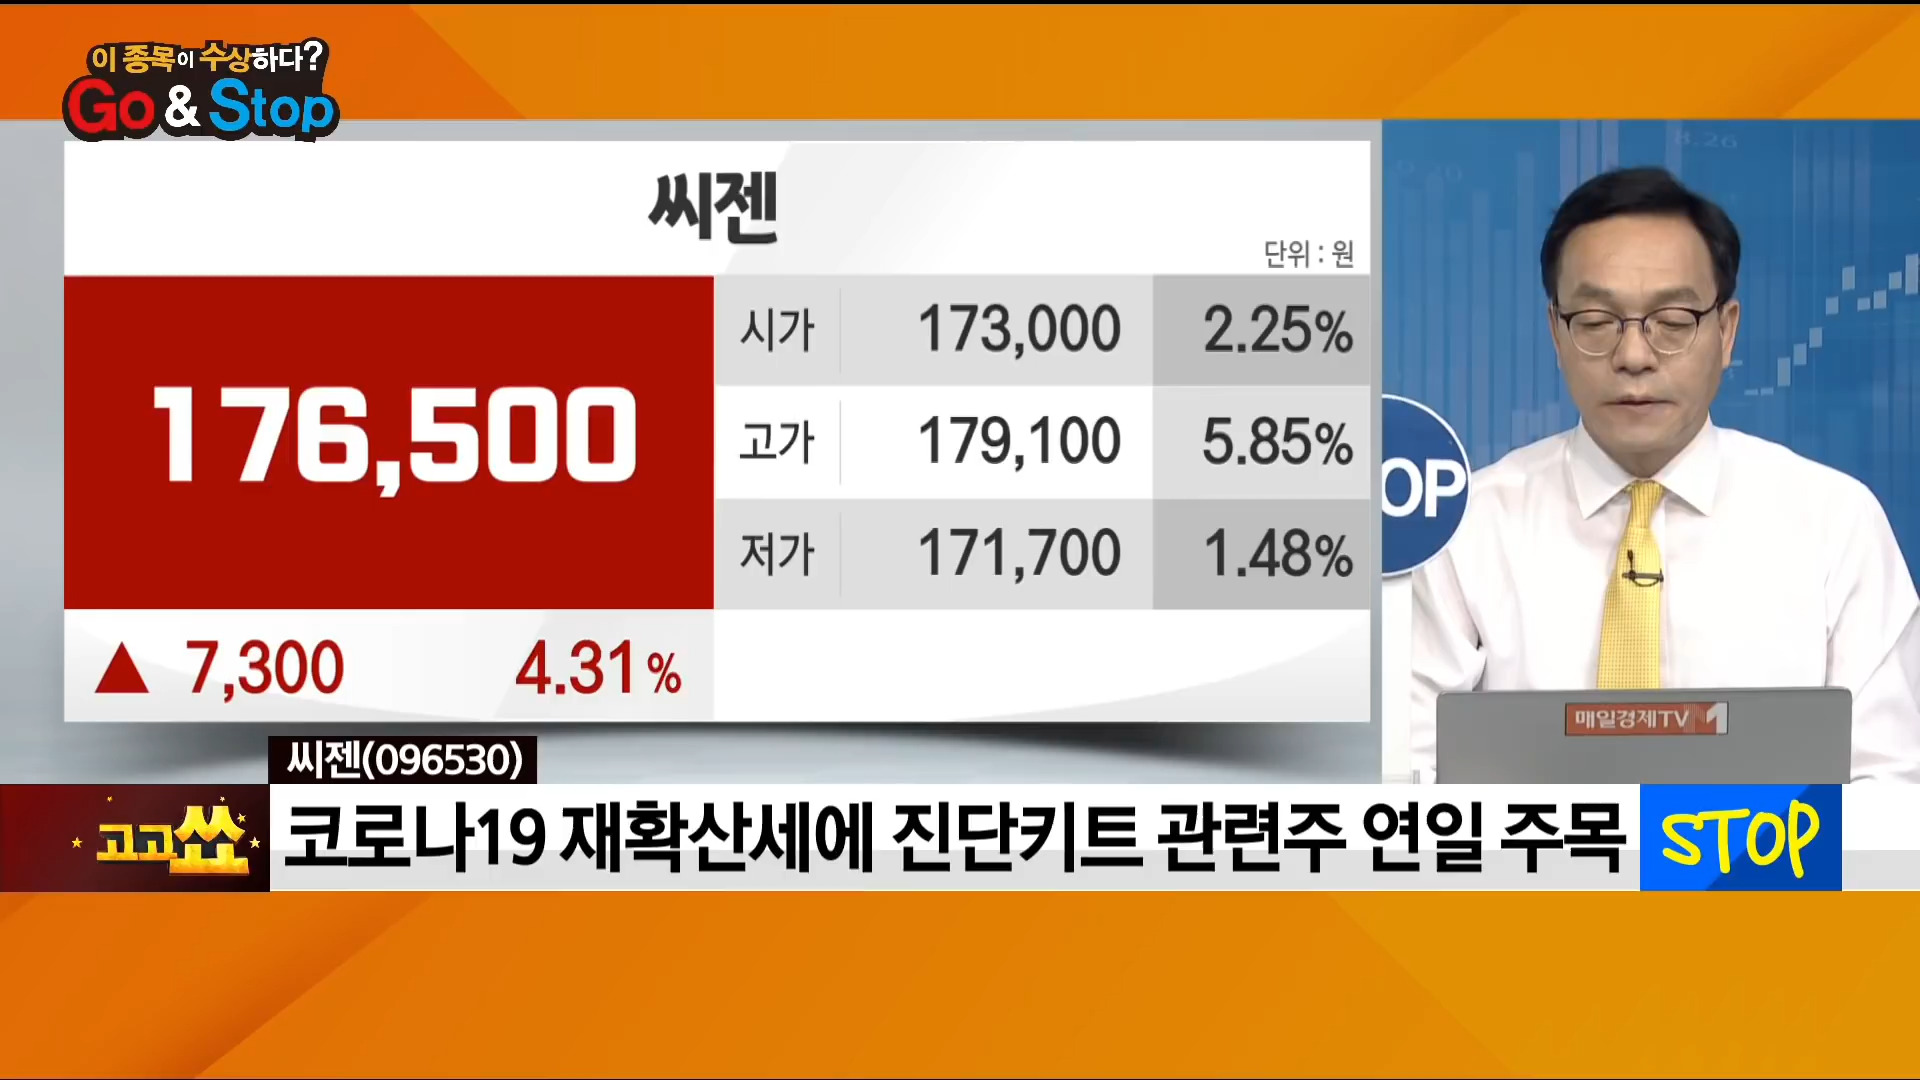 이 종목이 수상하다?
Go & Stop
씨젠
단위 : 원
176,500
시가 173,000 2.25%
고가 179,100 5.85%
저가 171,700 1.48%
▲ 7,300 4.31%
OP
매일경제TV 1
씨젠(096530)
고고쑈 코로나19 재확산세에 진단키트 관련주 연일 주목 STOP
8.26